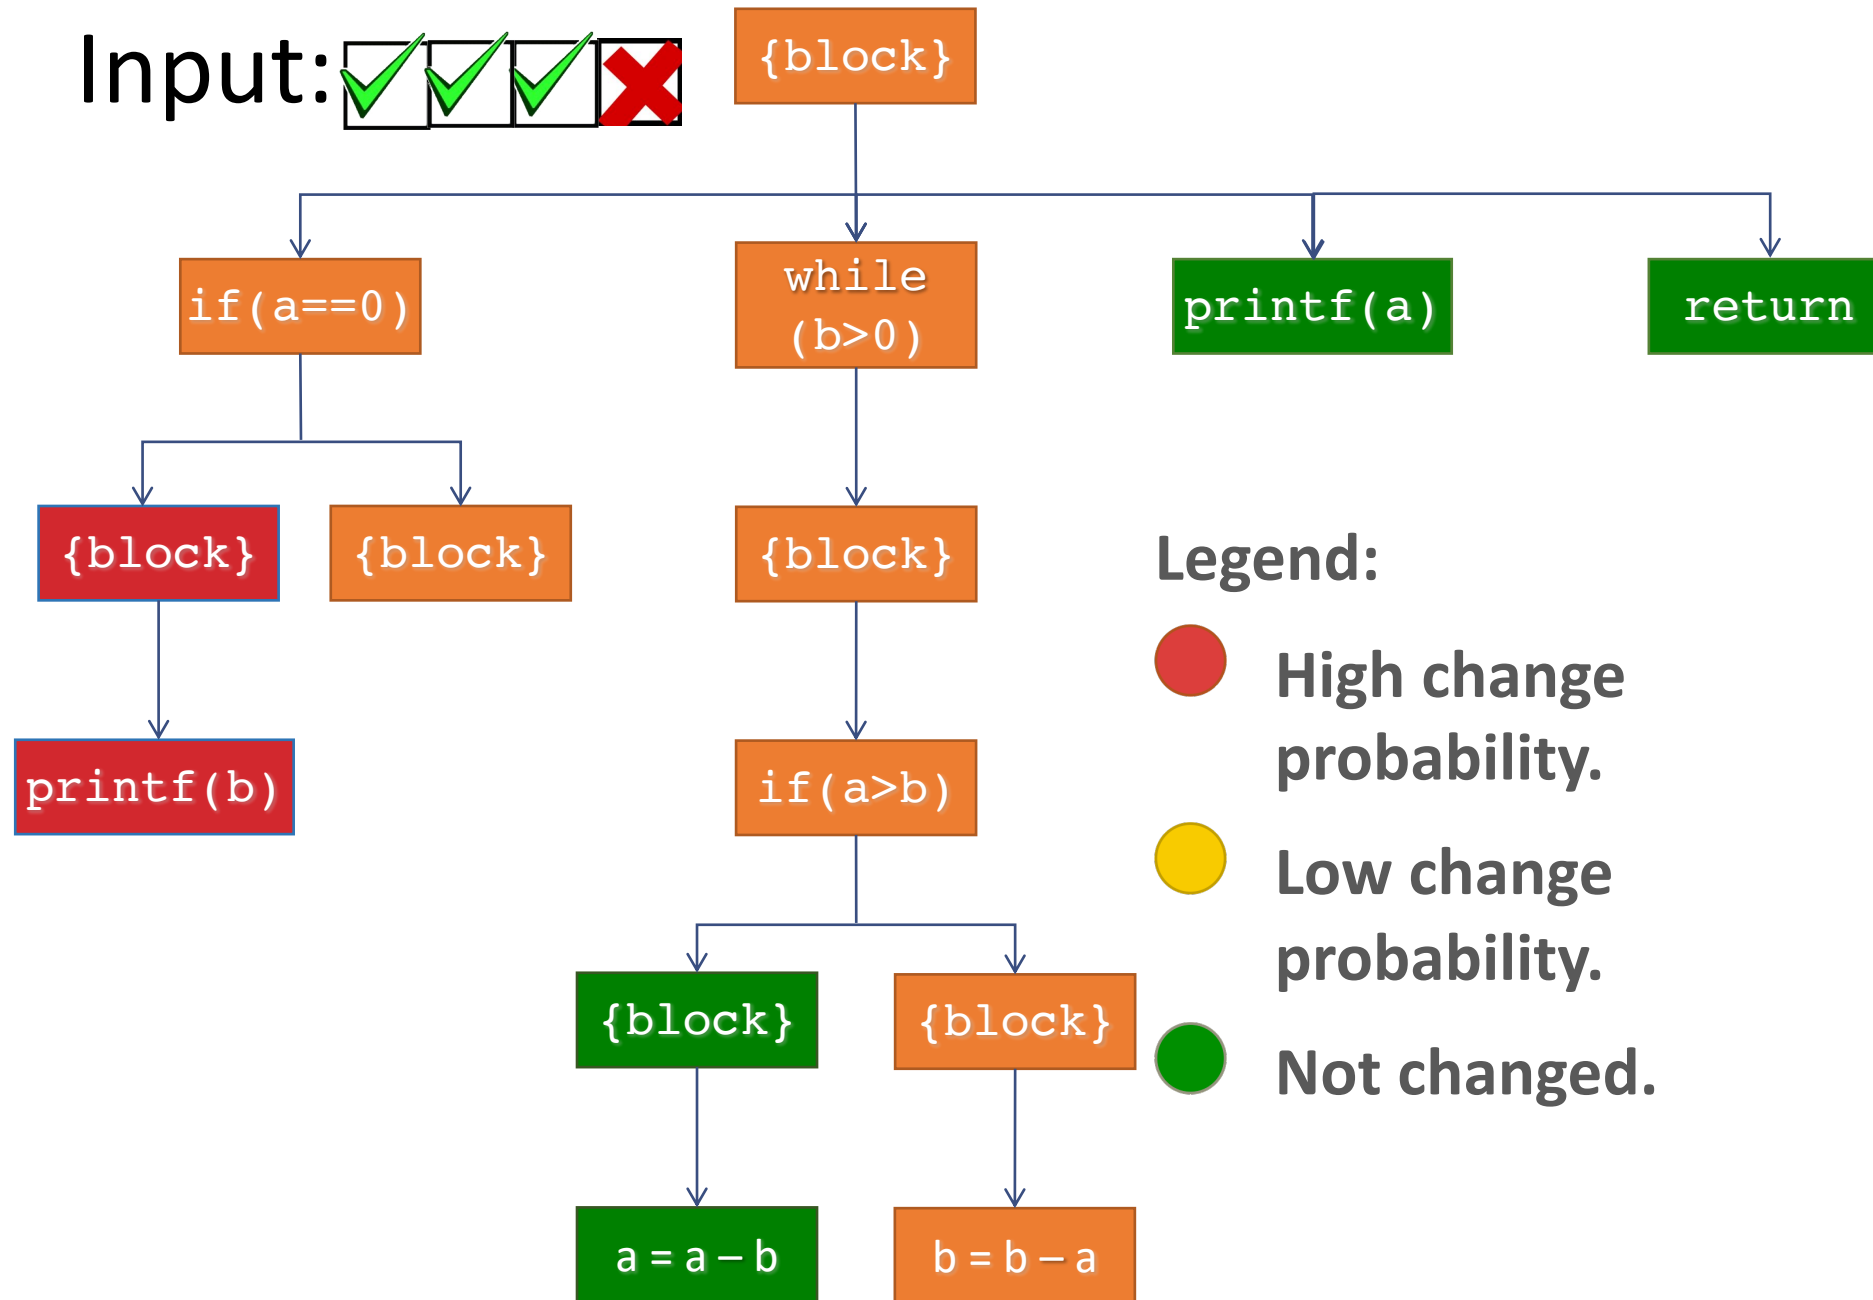 Input:
{block}
if(a==0)
while
(b>0)
printf(a)
return
{block}
{block}
{block}
printf(b)
if(a>b)
{block}
{block}
a = a – b
b = b – a
Legend:
High change
probability.
Low change
probability.
Not changed.